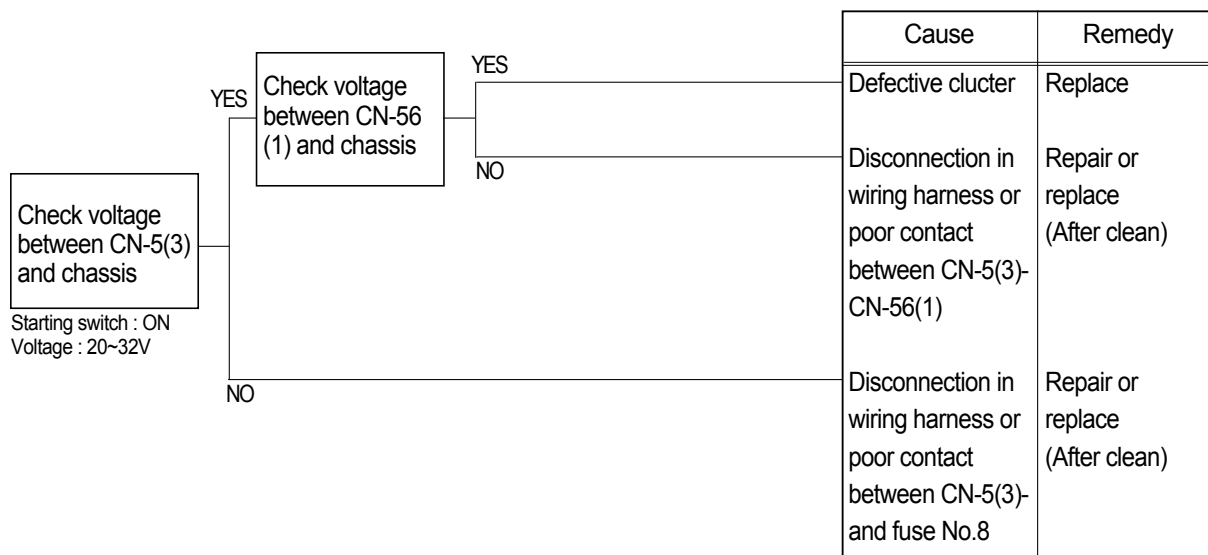 Check voltage
between CN-5(3)
and chassis
Starting switch : ON
Voltage : 20~32V
YES
Check voltage
between CN-56
(1) and chassis
YES
NO
NO
Cause
Remedy
Defective clucter
Replace
Disconnection in
wiring harness or
poor contact
between CN-5(3)-
CN-56(1)
Repair or
replace
(After clean)
Disconnection in
wiring harness or
poor contact
between CN-5(3)-
and fuse No.8
Repair or
replace
(After clean)